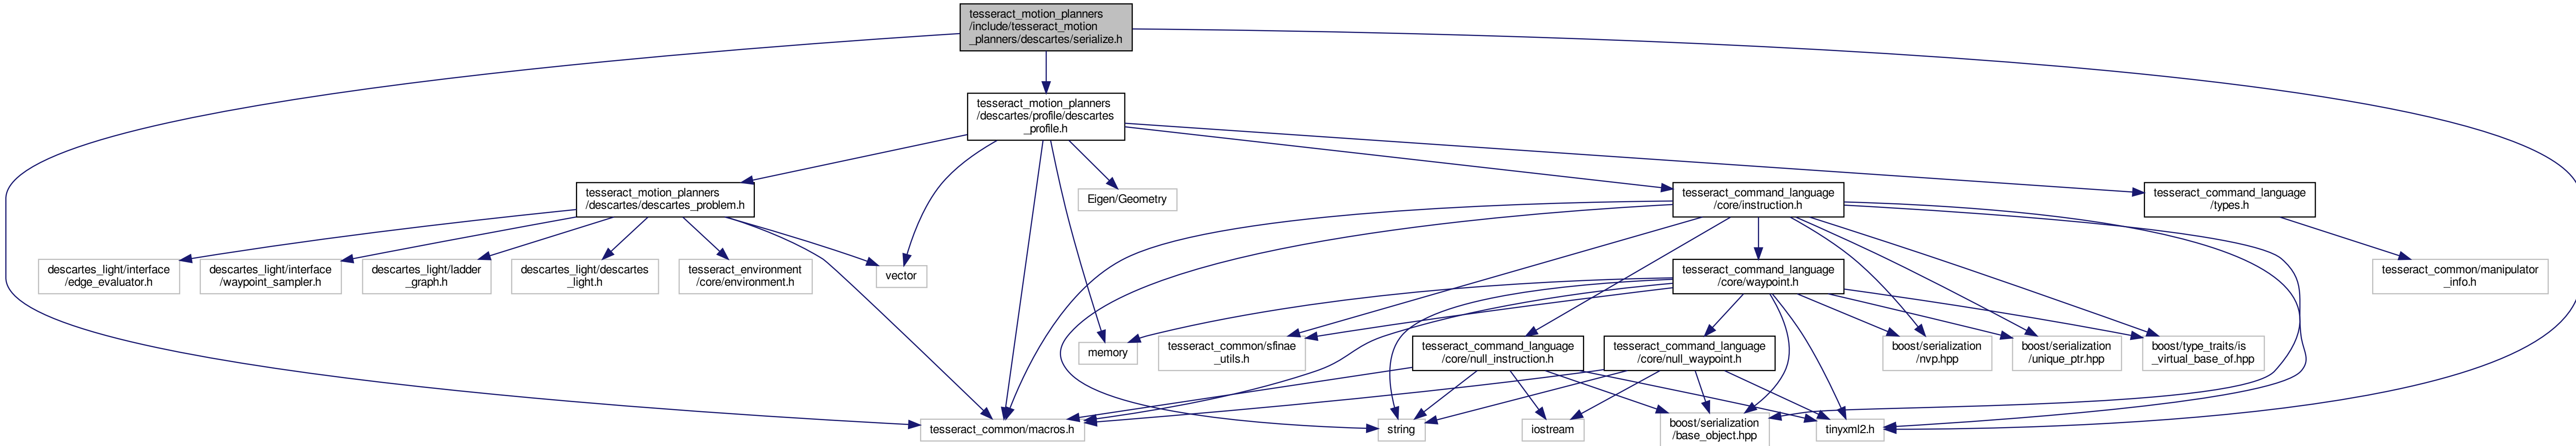 tesseract_motion_planners
/include/tesseract_motion
_planners/descartes/serialize.h
tesseract_motion_planners
/descartes/profile/descartes
_profile.h
tesseract_motion_planners
/descartes/descartes_problem.h
Eigen/Geometry
tesseract_command_language
/core/instruction.h
tesseract_command_language
/types.h
descartes_light/interface
/edge_evaluator.h
descartes_light/interface
/waypoint_sampler.h
descartes_light/ladder
_graph.h
descartes_light/descartes
_light.h
tesseract_environment
/core/environment.h
vector
tesseract_command_language
/core/waypoint.h
tesseract_common/manipulator
_info.h
memory
tesseract_common/sfinae
_utils.h
tesseract_command_language
/core/null_instruction.h
tesseract_command_language
/core/null_waypoint.h
boost/serialization
/nvp.hpp
boost/serialization
/unique_ptr.hpp
boost/type_traits/is
_virtual_base_of.hpp
tesseract_common/macros.h
string
iostream
boost/serialization
/base_object.hpp
tinyxml2.h